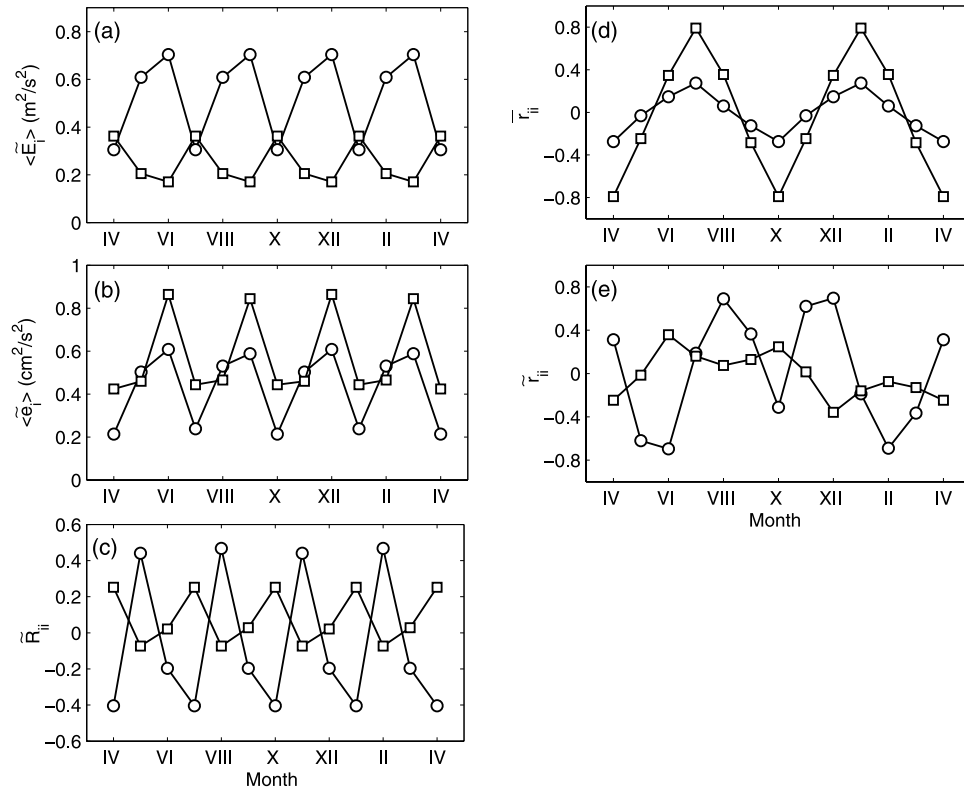 (a)
<Ẽᵢ> (m²/s²)
0.8
0.6
0.4
0.2
0
IV VI VIII X XII II IV
(b)
<ẽᵢ> (cm²/s²)
1
0.8
0.6
0.4
0.2
0
IV VI VIII X XII II IV
(c)
R̃ᵢᵢ
0.6
0.4
0.2
0
−0.2
−0.4
−0.6
IV VI VIII X XII II IV
Month
(d)
r̅ᵢᵢ
0.8
0.4
0
−0.4
−0.8
IV VI VIII X XII II IV
(e)
r̃ᵢᵢ
0.8
0.4
0
−0.4
−0.8
IV VI VIII X XII II IV
Month